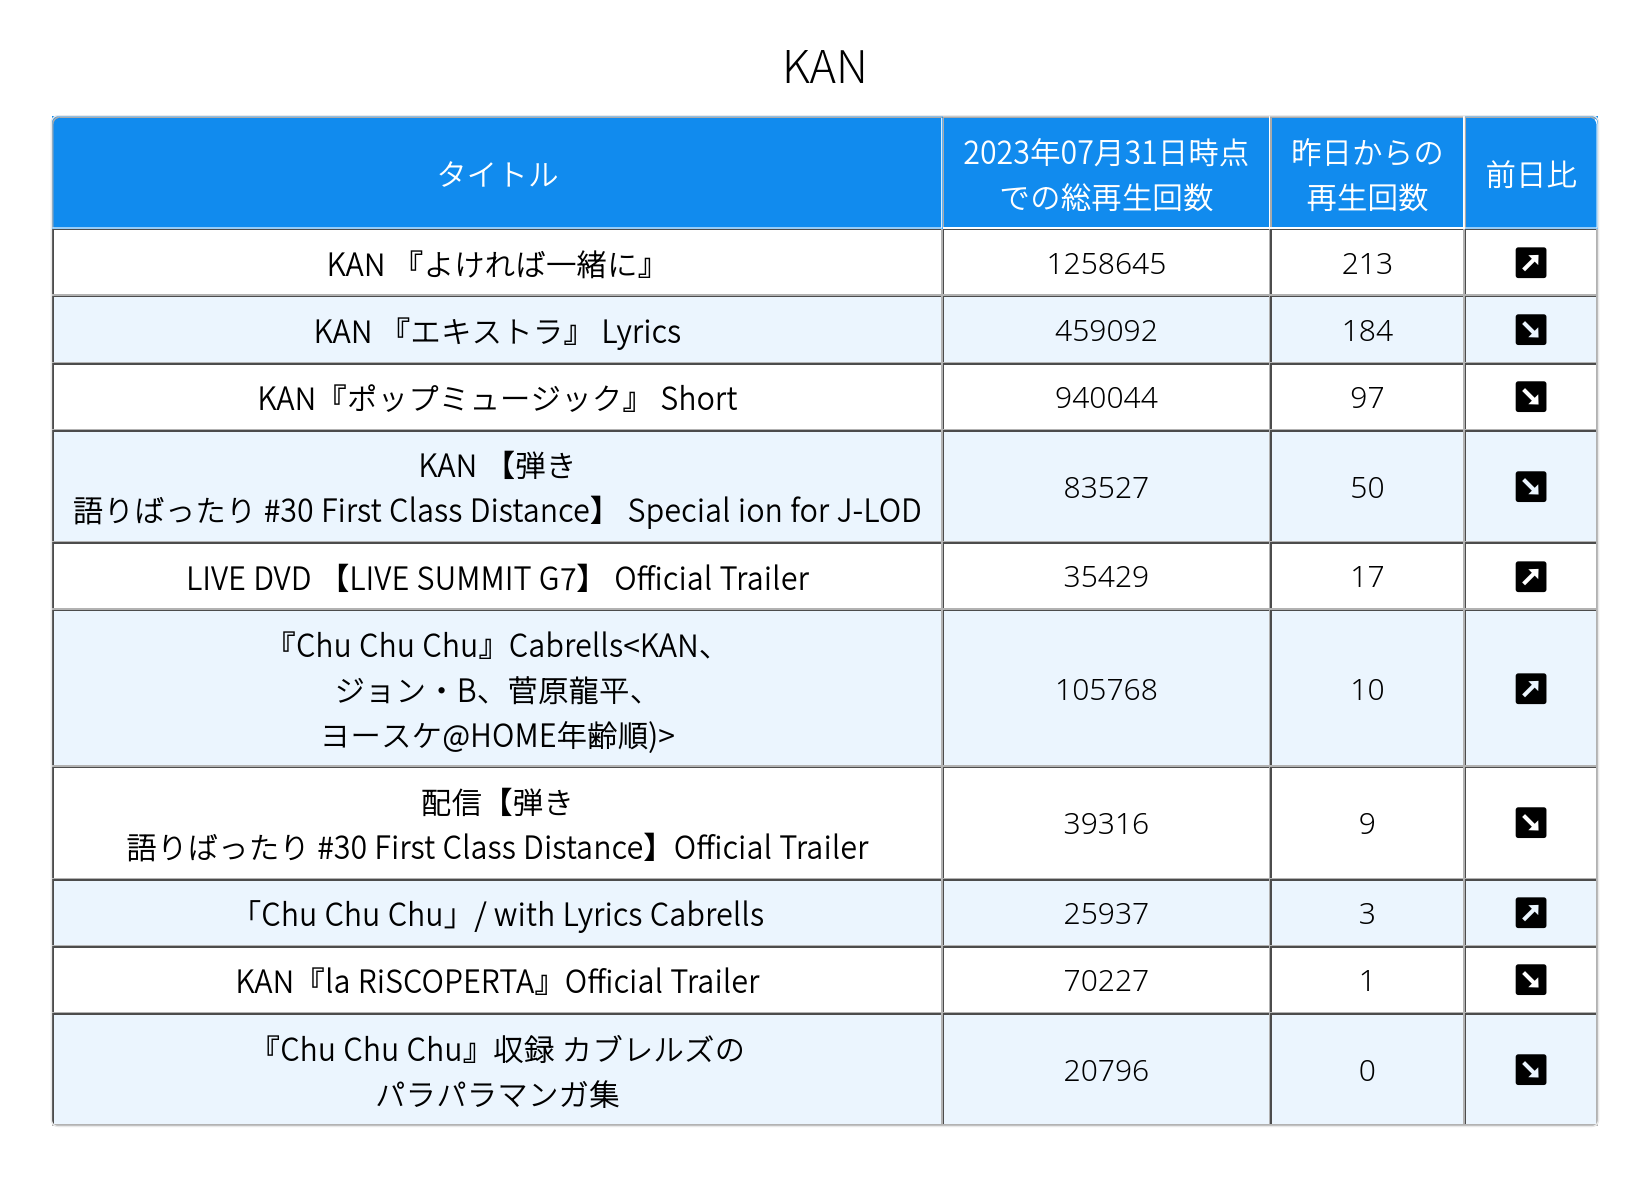 KAN
タイトル
2023年07月31日時点
での総再生回数
昨日からの
再生回数
前日比
KAN 『よければ一緒に』
1258645
213
KAN 『エキストラ』 Lyrics
459092
184
KAN『ポップミュージック』 Short
940044
97
KAN 【弾き
語りばったり #30 First Class Distance】 Special ion for J-LOD
83527
50
LIVE DVD 【LIVE SUMMIT G7】 Official Trailer
35429
17
『Chu Chu Chu』Cabrells<KAN、
ジョン・B、菅原龍平、
ヨースケ@HOME年齢順)>
105768
10
配信【弾き
語りばったり #30 First Class Distance】Official Trailer
39316
9
「Chu Chu Chu」/ with Lyrics Cabrells
25937
3
KAN『la RiSCOPERTA』Official Trailer
70227
1
『Chu Chu Chu』収録 カブレルズの
パラパラマンガ集
20796
0